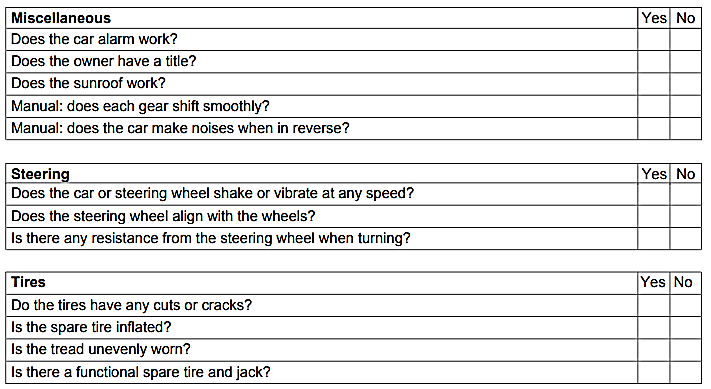 Miscellaneous Yes No
Does the car alarm work?
Does the owner have a title?
Does the sunroof work?
Manual: does each gear shift smoothly?
Manual: does the car make noises when in reverse?
Steering Yes No
Does the car or steering wheel shake or vibrate at any speed?
Does the steering wheel align with the wheels?
Is there any resistance from the steering wheel when turning?
Tires Yes No
Do the tires have any cuts or cracks?
Is the spare tire inflated?
Is the tread unevenly worn?
Is there a functional spare tire and jack?